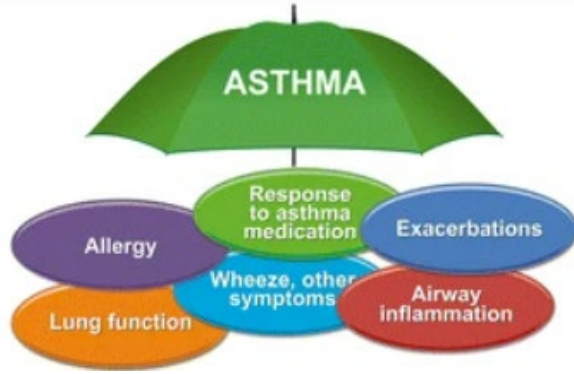 ASTHMA
Response
to asthma
medication
Allergy
Exacerbations
Wheeze, other
symptoms
Lung function
Airway
inflammation